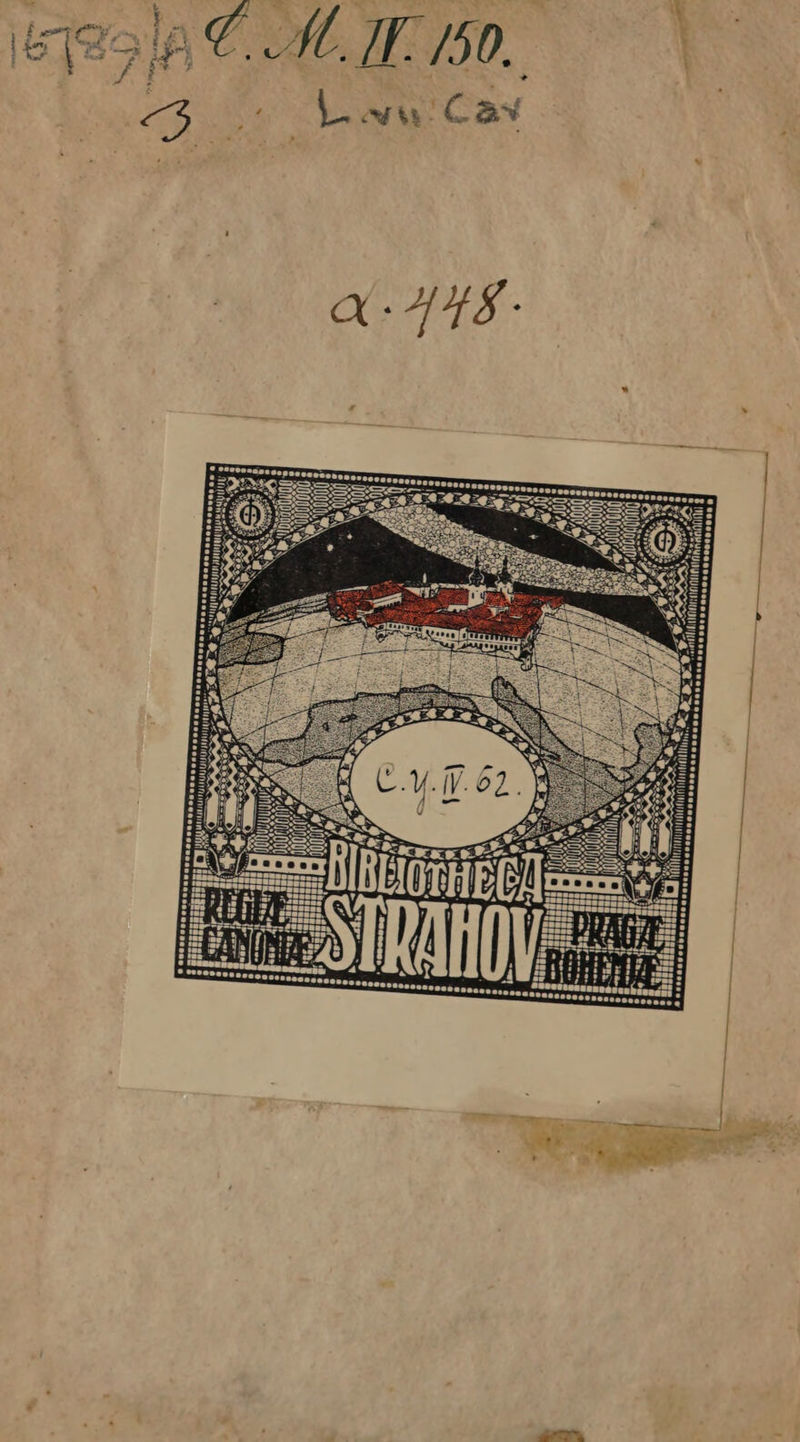 C. M. IV. 150.
a. 448.
C.y.IV.62.
BIBLIOTHECA
REGIÆ CANONIÆ
STRAHOV
PRAGÆ BOHEMIÆ